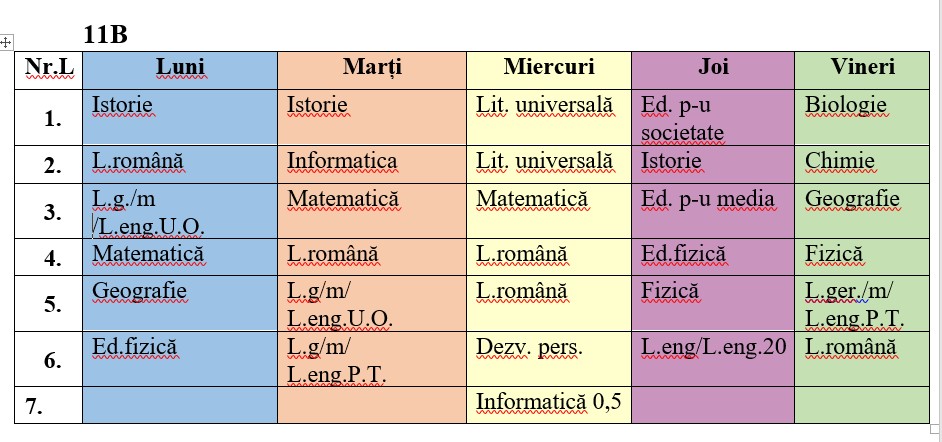 11B
Nr.L Luni Marți Miercuri Joi Vineri
1. Istorie Istorie Lit. universală Ed. p-u Biologie
societate
2. L.română Informatica Lit. universală Istorie Chimie
3. L.g./m Matematică Matematică Ed. p-u media Geografie
/L.eng.U.O.
4. Matematică L.română L.română Ed.fizică Fizică
5. Geografie L.g/m/ L.română Fizică L.ger./m/
L.eng.U.O. L.eng.P.T.
6. Ed.fizică L.g/m/ Dezv. pers. L.eng/L.eng.20 L.română
L.eng.P.T.
7. Informatică 0,5